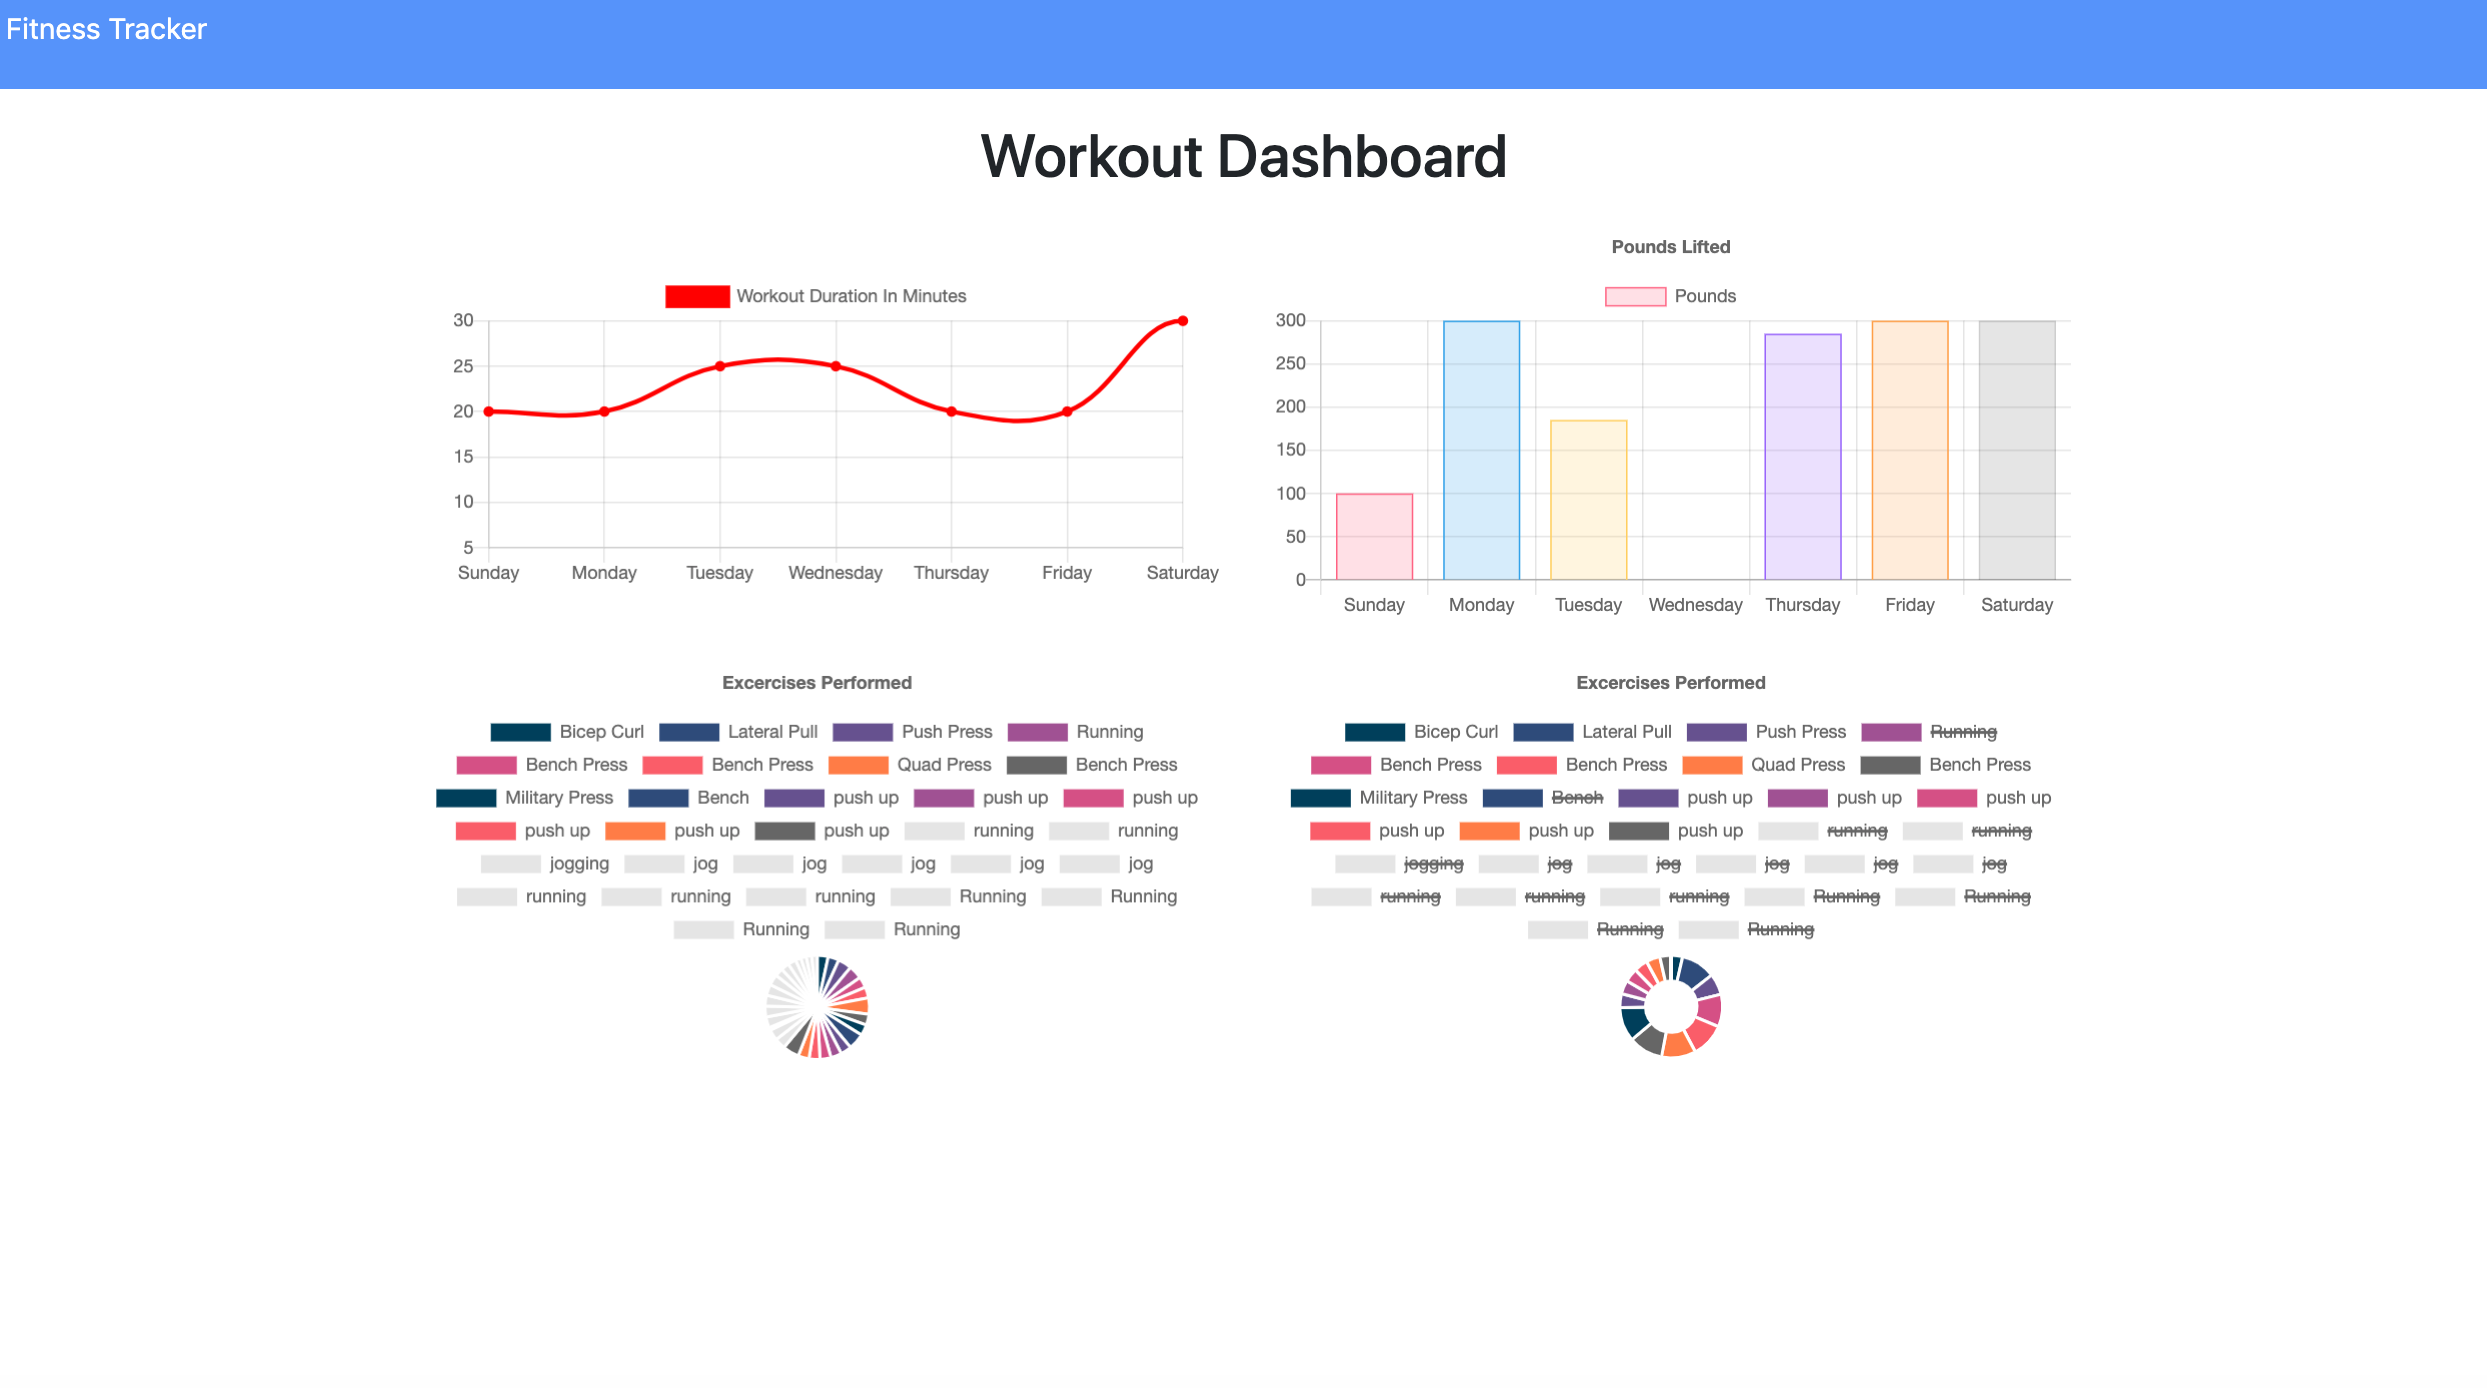 Fitness Tracker
Workout Dashboard
Workout Duration In Minutes
30
25
20
15
10
5
Sunday Monday Tuesday Wednesday Thursday Friday Saturday
Pounds Lifted
Pounds
300
250
200
150
100
50
0
Sunday Monday Tuesday Wednesday Thursday Friday Saturday
Excercises Performed
Bicep Curl Lateral Pull Push Press Running
Bench Press Bench Press Quad Press Bench Press
Military Press Bench push up push up push up
push up push up push up running running
jogging jog jog jog jog jog
running running running Running Running
Running Running
Excercises Performed
Bicep Curl Lateral Pull Push Press Running
Bench Press Bench Press Quad Press Bench Press
Military Press Bench push up push up push up
push up push up push up running running
jogging jog jog jog jog jog
running running running Running Running
Running Running